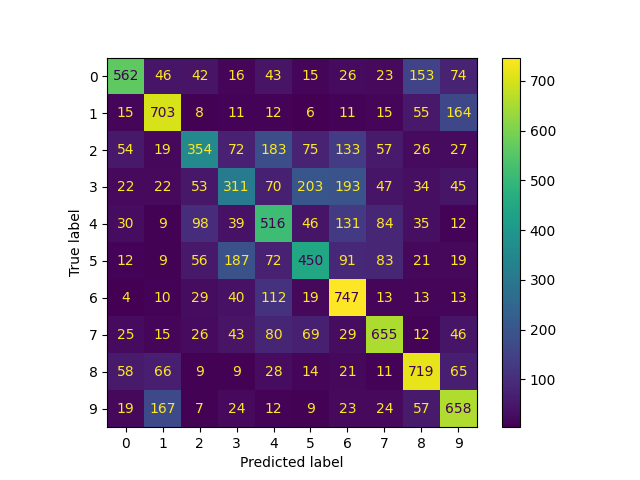 0 562 46 42 16 43 15 26 23 153 74
1 15 703 8 11 12 6 11 15 55 164
2 54 19 354 72 183 75 133 57 26 27
3 22 22 53 311 70 203 193 47 34 45
4 30 9 98 39 516 46 131 84 35 12
5 12 9 56 187 72 450 91 83 21 19
6 4 10 29 40 112 19 747 13 13 13
7 25 15 26 43 80 69 29 655 12 46
8 58 66 9 9 28 14 21 11 719 65
9 19 167 7 24 12 9 23 24 57 658
0 1 2 3 4 5 6 7 8 9
Predicted label
True label
700
600
500
400
300
200
100